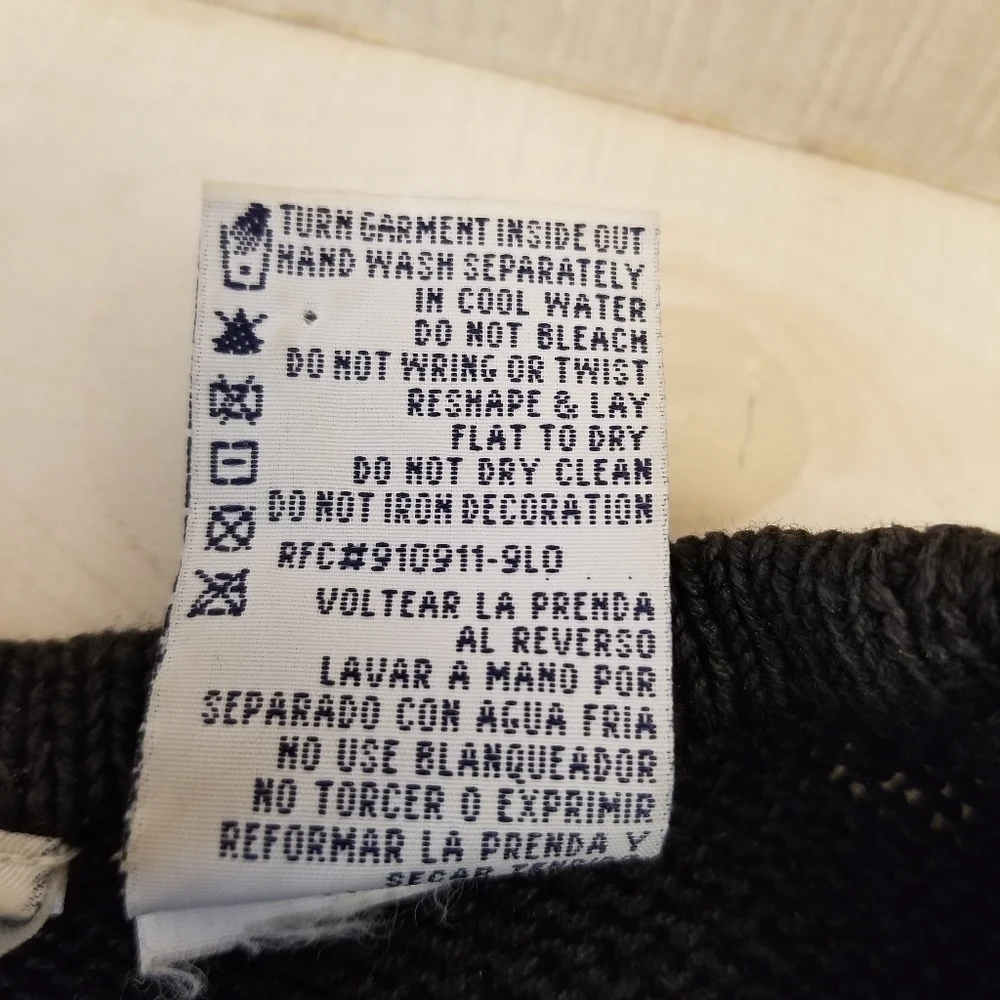 TURN GARMENT INSIDE OUT
HAND WASH SEPARATELY
IN COOL WATER
DO NOT BLEACH
DO NOT WRING OR TWIST
RESHAPE & LAY
FLAT TO DRY
DO NOT DRY CLEAN
DO NOT IRON DECORATION
RFC#910911-9L0
VOLTEAR LA PRENDA
AL REVERSO
LAVAR A MANO POR
SEPARADO CON AGUA FRIA
NO USE BLANQUEADOR
NO TORCER O EXPRIMIR
REFORMAR LA PRENDA Y
SECAR